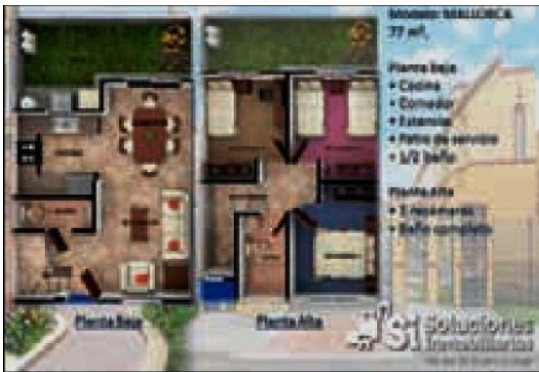 Modelo: MALLORCA
77 m².
Planta Baja
• Cocina
• Comedor
• Estancia
• Patio de servicio
• 1/2 baño
Planta Alta
• 3 recámaras
• Baño completo
Planta Baja
Planta Alta
Si Soluciones
Inmobiliarias